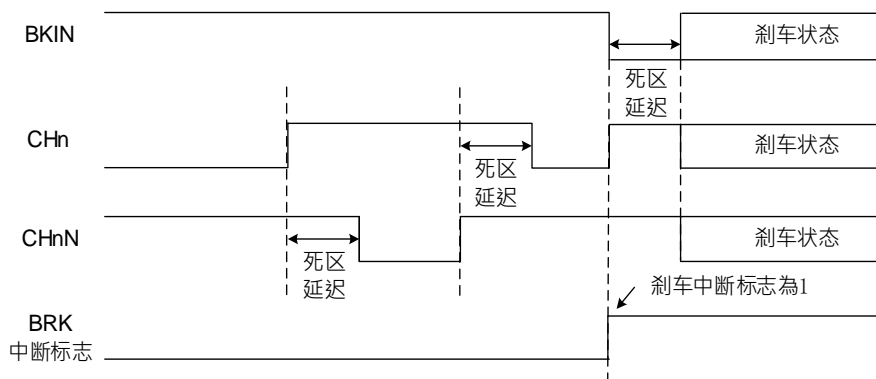 BKIN
刹车状态
死区
延迟
CHn
刹车状态
死区
延迟
CHnN
刹车状态
死区
延迟
刹车中断标志為1
BRK
中断标志